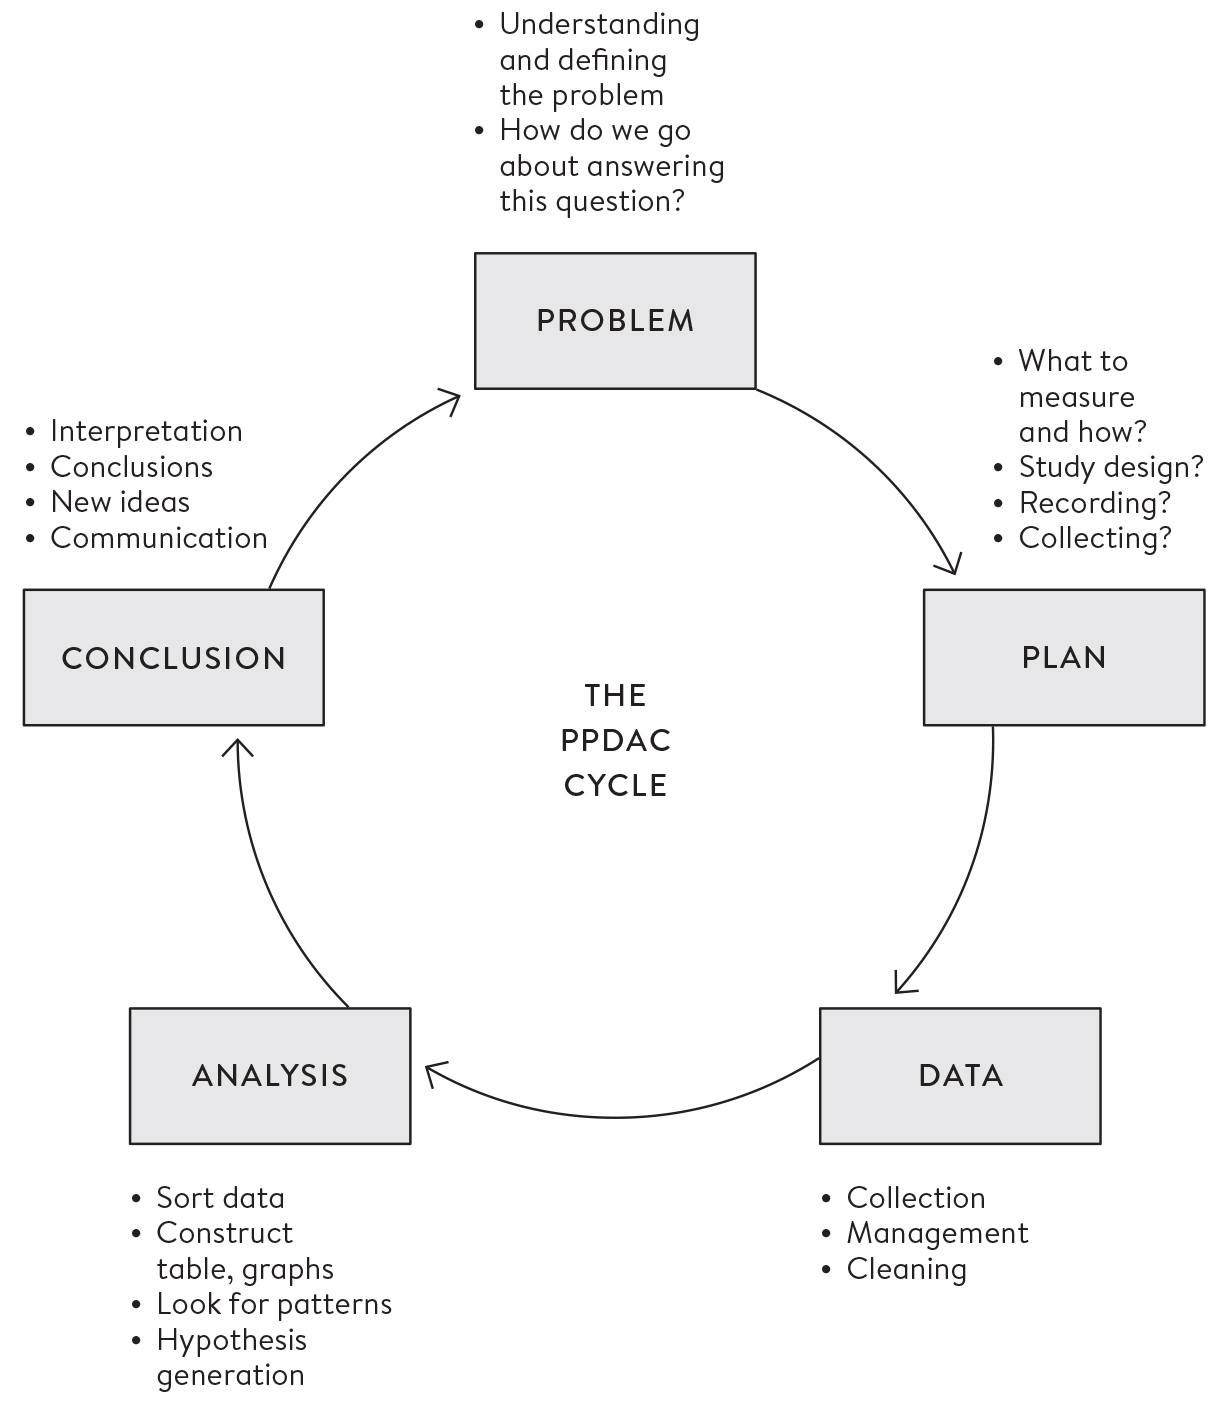 • Understanding
and defining
the problem
• How do we go
about answering
this question?
PROBLEM
• What to
measure
and how?
• Study design?
• Recording?
• Collecting?
PLAN
• Interpretation
• Conclusions
• New ideas
• Communication
CONCLUSION
THE
PPDAC
CYCLE
ANALYSIS
• Sort data
• Construct
table, graphs
• Look for patterns
• Hypothesis
generation
DATA
• Collection
• Management
• Cleaning